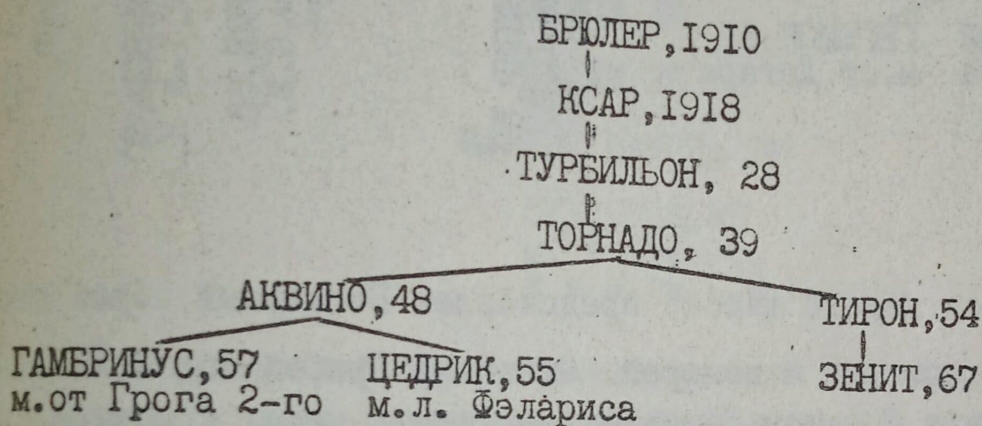 БРЮЛЕР,1910
КСАР,1918
ТУРБИЛЬОН, 28
ТОРНАДО, 39
АКВИНО,48
ТИРОН,54
ГАМБРИНУС,57
м.от Грога 2-го
ЦЕДРИК,55
м.л. Фэлариса
ЗЕНИТ,67